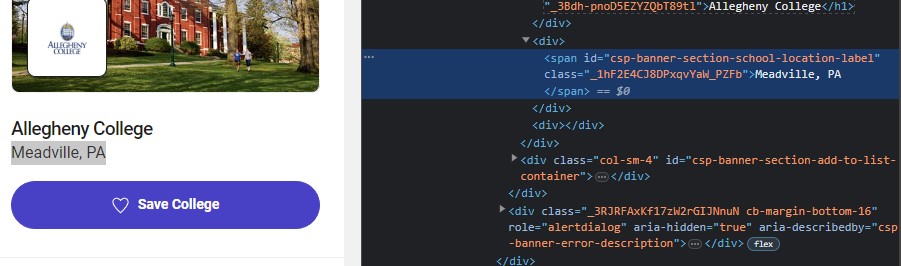 ALLEGHENY
COLLEGE
Allegheny College
Meadville, PA
Save College
"_3Bdh-pnoD5EZYZQbT89tl">Allegheny College</h1>
</div>
<div>
<span id="csp-banner-section-school-location-label"
class="_1hF2E4CJ8DPxqvYaW_PZFb">Meadville, PA
</span> == $0
</div>
<div></div>
</div>
<div class="col-sm-4" id="csp-banner-section-add-to-list-
container">…</div>
</div>
<div class="_3RJRFAxKf17zW2rGIJNnuN cb-margin-bottom-16"
role="alertdialog" aria-hidden="true" aria-describedby="csp
-banner-error-description">…</div> flex
</div>